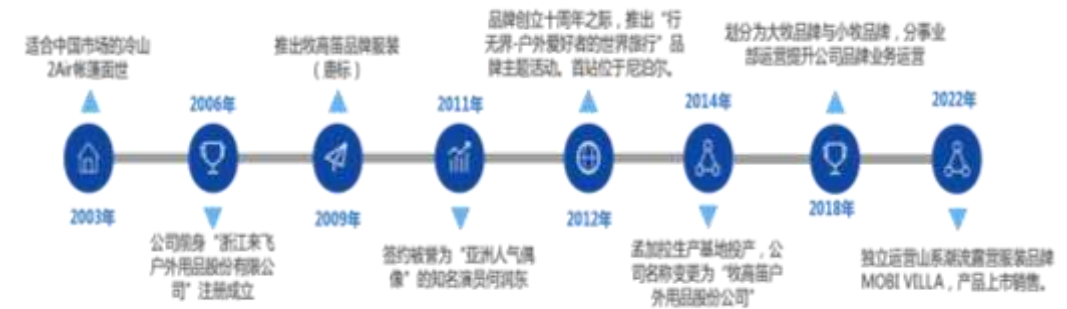 适合中国市场的冷山
2Air帐篷面世
2003年
2006年
公司前身“浙江来飞
户外用品股份有限公
司”注册成立
推出牧高笛品牌服装
（鹿标）
2009年
2011年
签约被誉为“亚洲人气偶
像”的知名演员何润东
品牌创立十周年之际，推出“行
无界-户外爱好者的世界旅行”品
牌主题活动。首站位于尼泊尔。
2012年
2014年
孟加拉生产基地投产，公
司名称变更为“牧高笛户
外用品股份公司”
划分为大牧品牌与小牧品牌，分事业
部运营提升公司品牌业务运营
2018年
2022年
独立运营山系潮流露营服装品牌
MOBI VILLA，产品上市销售。